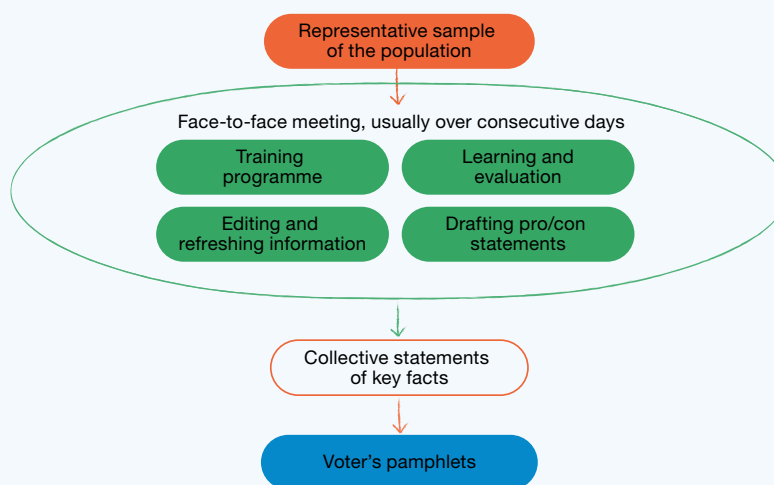 Representative sample
of the population
Face-to-face meeting, usually over consecutive days
Training
programme
Learning and
evaluation
Editing and
refreshing information
Drafting pro/con
statements
Collective statements
of key facts
Voter’s pamphlets